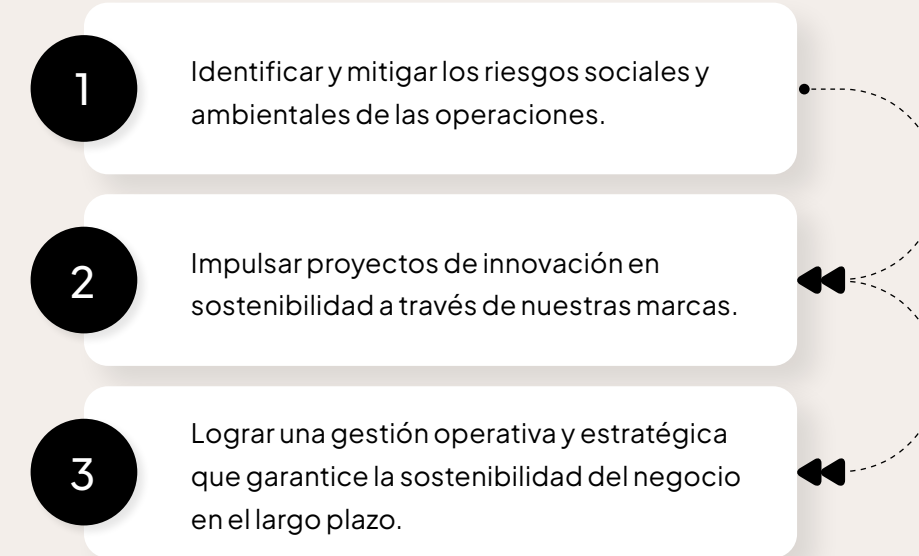 1
Identificar y mitigar los riesgos sociales y
ambientales de las operaciones.
2
Impulsar proyectos de innovación en
sostenibilidad a través de nuestras marcas.
3
Lograr una gestión operativa y estratégica
que garantice la sostenibilidad del negocio
en el largo plazo.